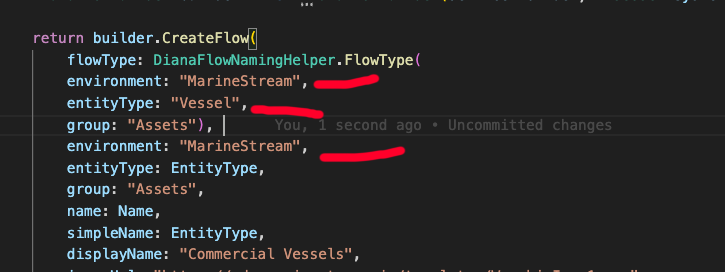 return builder.CreateFlow(
flowType: DianaFlowNamingHelper.FlowType(
environment: "MarineStream",
entityType: "Vessel",
group: "Assets"), You, 1 second ago • Uncommitted changes
environment: "MarineStream",
entityType: EntityType,
group: "Assets",
name: Name,
simpleName: EntityType,
displayName: "Commercial Vessels",